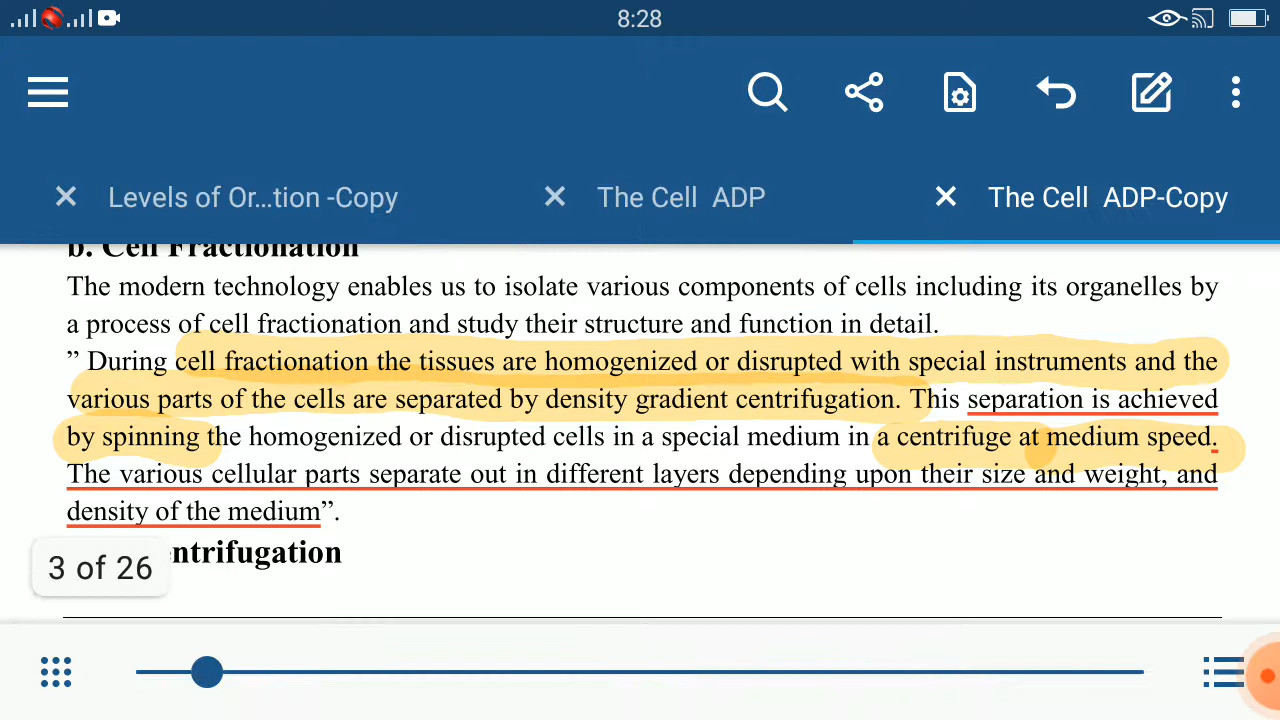 8:28
Levels of Or...tion -Copy
The Cell ADP
The Cell ADP-Copy
b. Cell Fractionation
The modern technology enables us to isolate various components of cells including its organelles by
a process of cell fractionation and study their structure and function in detail.
” During cell fractionation the tissues are homogenized or disrupted with special instruments and the
various parts of the cells are separated by density gradient centrifugation. This separation is achieved
by spinning the homogenized or disrupted cells in a special medium in a centrifuge at medium speed.
The various cellular parts separate out in different layers depending upon their size and weight, and
density of the medium”.
entrifugation
3 of 26